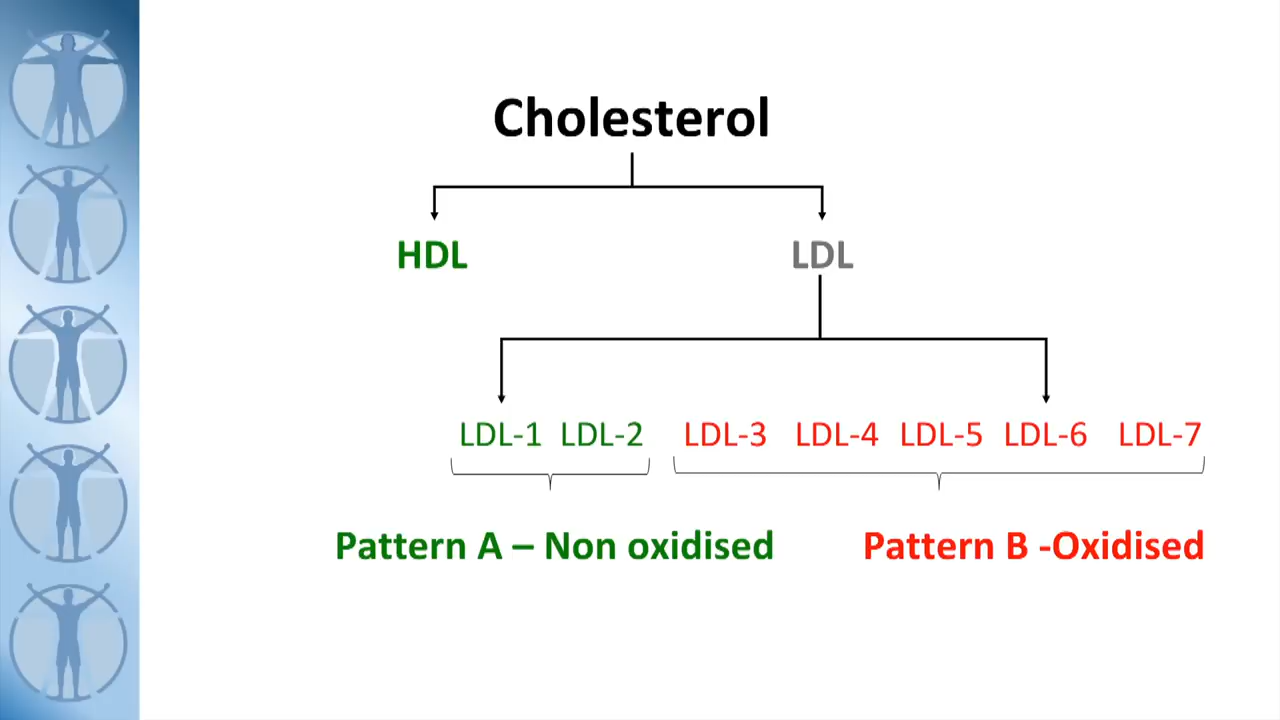 Cholesterol
HDL
LDL
LDL-1 LDL-2 LDL-3 LDL-4 LDL-5 LDL-6 LDL-7
Pattern A – Non oxidised
Pattern B -Oxidised